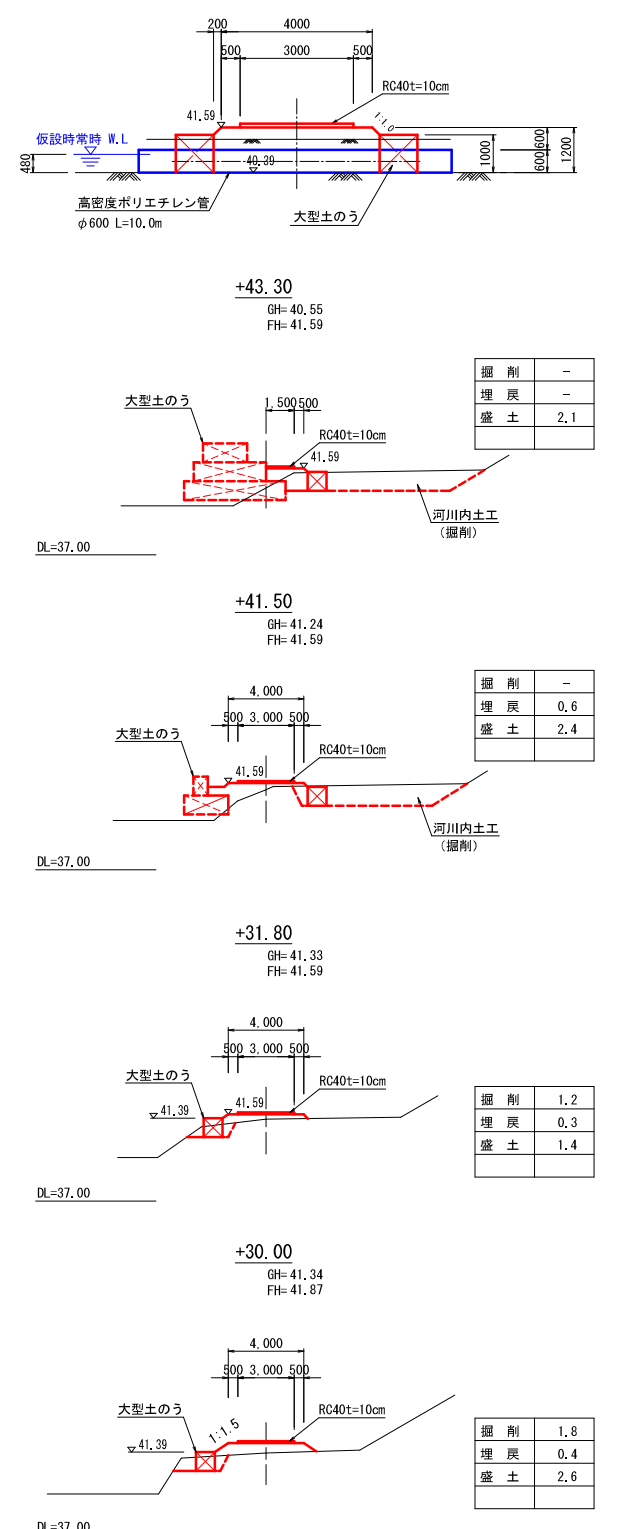 200 4000
500 3000 500
RC40t=10cm
41.59
1:1.0
仮設時常時 W.L
480
40.39
1000
600
600
1200
高密度ポリエチレン管
φ600 L=10.0m
大型土のう
+43.30
GH= 40.55
FH= 41.59
掘 削 －
埋 戻 －
盛 土 2.1
大型土のう
1,500 500
RC40t=10cm
41.59
河川内土工
(掘削)
DL=37.00
+41.50
GH= 41.24
FH= 41.59
掘 削 －
埋 戻 0.6
盛 土 2.4
4,000
500 3,000 500
大型土のう
RC40t=10cm
41.59
河川内土工
(掘削)
DL=37.00
+31.80
GH= 41.33
FH= 41.59
4,000
500 3,000 500
大型土のう
RC40t=10cm
41.39
41.59
掘 削 1.2
埋 戻 0.3
盛 土 1.4
DL=37.00
+30.00
GH= 41.34
FH= 41.87
4,000
500 3,000 500
大型土のう
1:1.5
RC40t=10cm
41.39
掘 削 1.8
埋 戻 0.4
盛 土 2.6
DL=37.00